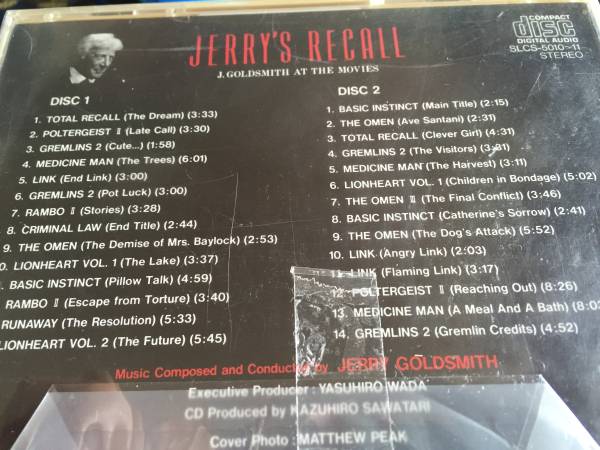 JERRY'S RECALL
J. GOLDSMITH AT THE MOVIES
COMPACT
disc
DIGITAL AUDIO
SLCS-5010~11
STEREO
DISC 1
1. TOTAL RECALL (The Dream) (3:33)
2. POLTERGEIST II (Late Call) (3:30)
3. GREMLINS 2 (Cute...) (1:58)
4. MEDICINE MAN (The Trees) (6:01)
5. LINK (End Link) (3:00)
6. GREMLINS 2 (Pot Luck) (3:00)
7. RAMBO II (Stories) (3:28)
8. CRIMINAL LAW (End Title) (2:44)
9. THE OMEN (The Demise of Mrs. Baylock) (2:53)
0. LIONHEART VOL. 1 (The Lake) (3:37)
. BASIC INSTINCT (Pillow Talk) (4:59)
RAMBO II (Escape from Torture) (3:40)
RUNAWAY (The Resolution) (5:33)
LIONHEART VOL. 2 (The Future) (5:45)
DISC 2
1. BASIC INSTINCT (Main Title) (2:15)
2. THE OMEN (Ave Santani) (2:31)
3. TOTAL RECALL (Clever Girl) (4:31)
4. GREMLINS 2 (The Visitors) (3:31)
5. MEDICINE MAN (The Harvest) (3:11)
6. LIONHEART VOL. 1 (Children in Bondage) (5:02)
7. THE OMEN III (The Final Conflict) (3:46)
8. BASIC INSTINCT (Catherine's Sorrow) (2:41)
9. THE OMEN (The Dog's Attack) (5:52)
10. LINK (Angry Link) (2:03)
11. LINK (Flaming Link) (3:17)
12. POLTERGEIST II (Reaching Out) (8:26)
13. MEDICINE MAN (A Meal And A Bath) (8:02
14. GREMLINS 2 (Gremlin Credits) (4:52)
Music Composed and Conducted by JERRY GOLDSMITH
Executive Producer : YASUHIRO WADA
CD Produced by KAZUHIRO SAWATARI
Cover Photo : MATTHEW PEAK